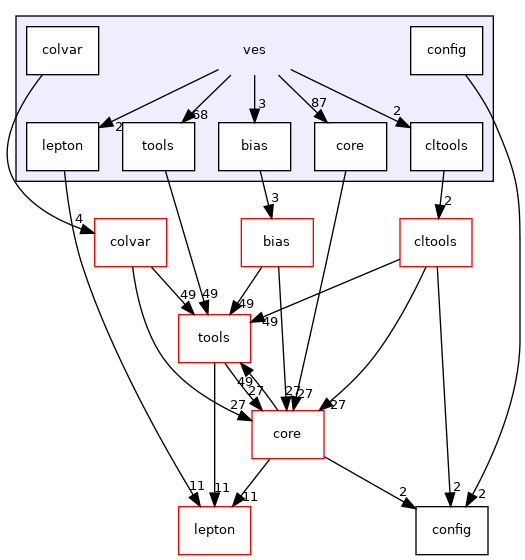 colvar
ves
config
2
68
3
87
2
lepton
tools
bias
core
cltools
3
2
4
colvar
bias
cltools
49
49
49
49
tools
49
27
27
27
27
27
core
11
11
11
2
2
2
lepton
config